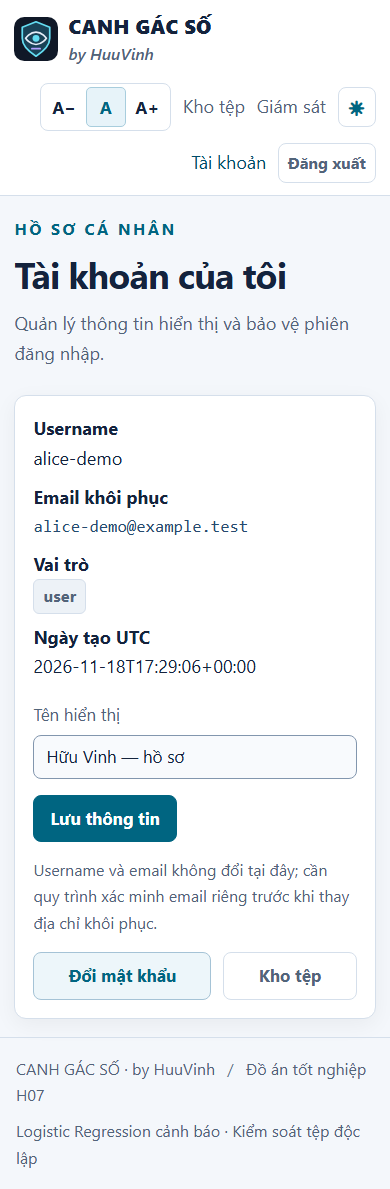 CANH GÁC SỐ
by HuuVinh
A− A A+ Kho tệp Giám sát
Tài khoản Đăng xuất
HỒ SƠ CÁ NHÂN
Tài khoản của tôi
Quản lý thông tin hiển thị và bảo vệ phiên
đăng nhập.
Username
alice-demo
Email khôi phục
alice-demo@example.test
Vai trò
user
Ngày tạo UTC
2026-11-18T17:29:06+00:00
Tên hiển thị
Hữu Vinh — hồ sơ
Lưu thông tin
Username và email không đổi tại đây; cần
quy trình xác minh email riêng trước khi thay
địa chỉ khôi phục.
Đổi mật khẩu Kho tệp
CANH GÁC SỐ · by HuuVinh / Đồ án tốt nghiệp
H07
Logistic Regression cảnh báo · Kiểm soát tệp độc
lập